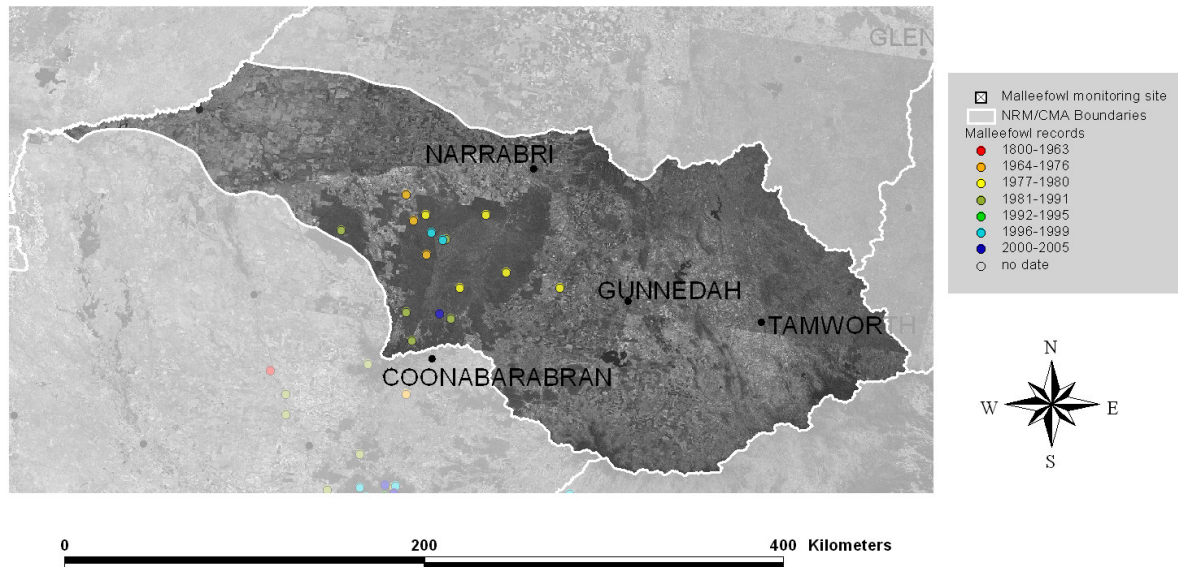 GLEN
NARRABRI
GUNNEDAH
TAMWORTH
COONABARABRAN
Malleefowl monitoring site
NRM/CMA Boundaries
Malleefowl records
1800-1963
1964-1976
1977-1980
1981-1991
1992-1995
1996-1999
2000-2005
no date
N
W E
S
0 200 400 Kilometers